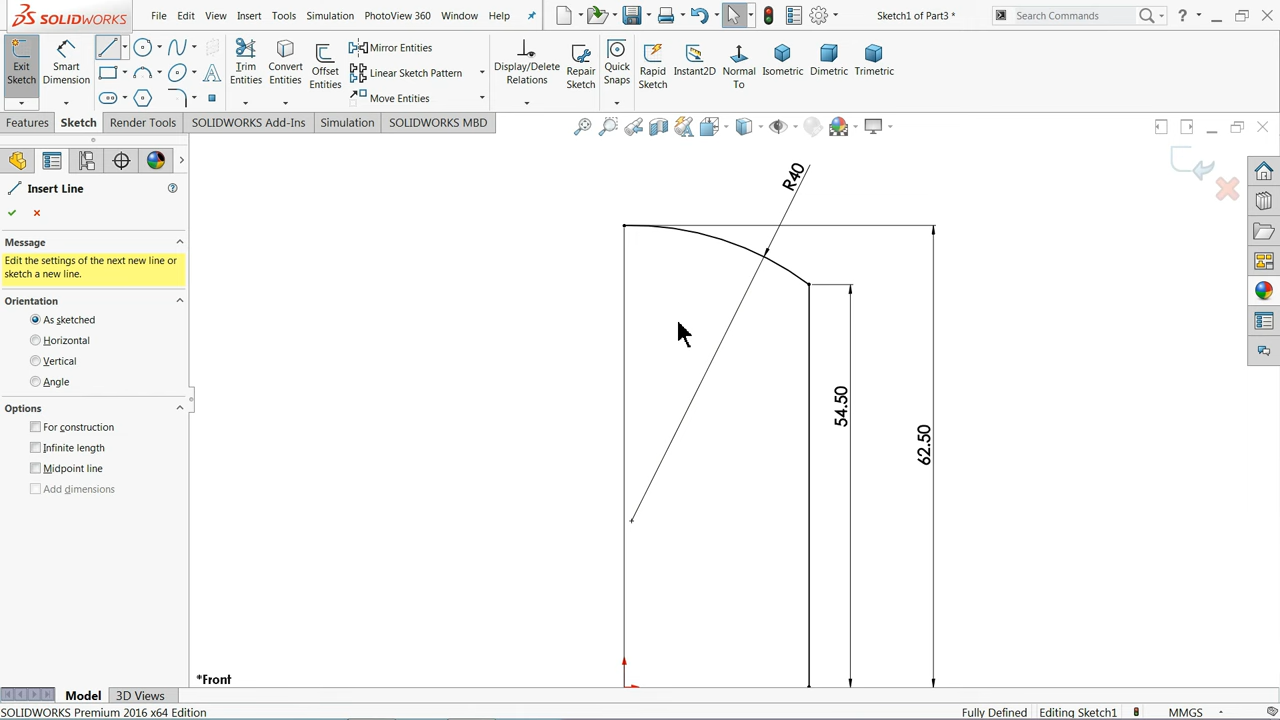 SOLIDWORKS File Edit View Insert Tools Simulation PhotoView 360 Window Help Sketch1 of Part3 * Search Commands ?
Exit Sketch
Smart Dimension
Trim Entities
Convert Entities
Offset Entities
Mirror Entities
Linear Sketch Pattern
Move Entities
Display/Delete Relations
Repair Sketch
Quick Snaps
Rapid Sketch
Instant2D
Normal To
Isometric
Dimetric
Trimetric
Features Sketch Render Tools SOLIDWORKS Add-Ins Simulation SOLIDWORKS MBD
Insert Line
Message
Edit the settings of the next new line or
sketch a new line.
Orientation
As sketched
Horizontal
Vertical
Angle
Options
For construction
Infinite length
Midpoint line
Add dimensions
R40
54.50
62.50
*Front
Model 3D Views
SOLIDWORKS Premium 2016 x64 Edition Fully Defined Editing Sketch1 MMGS